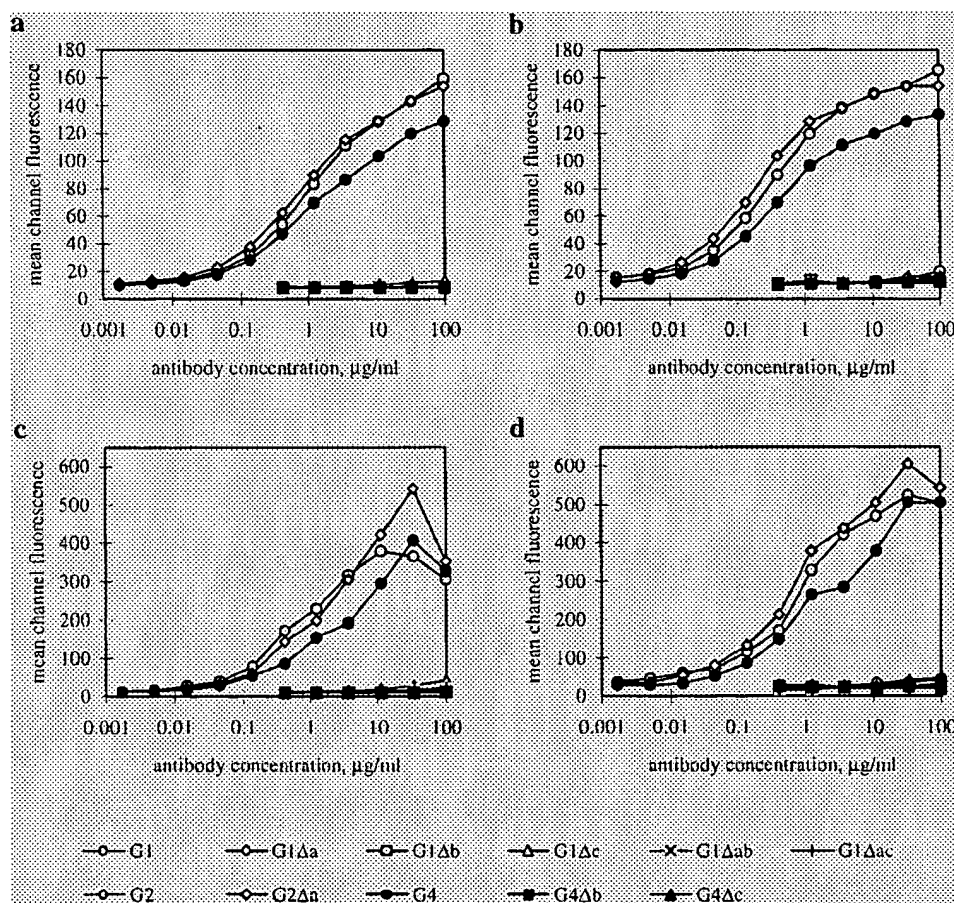 a
mean channel fluorescence
180
160
140
120
100
80
60
40
20
0
0.001 0.01 0.1 1 10 100
antibody concentration, µg/ml
b
mean channel fluorescence
180
160
140
120
100
80
60
40
20
0
0.001 0.01 0.1 1 10 100
antibody concentration, µg/ml
c
mean channel fluorescence
600
500
400
300
200
100
0
0.001 0.01 0.1 1 10 100
antibody concentration, µg/ml
d
mean channel fluorescence
600
500
400
300
200
100
0
0.001 0.01 0.1 1 10 100
antibody concentration, µg/ml
G1 G1Δa G1Δb G1Δc G1Δab G1Δac
G2 G2Δa G4 G4Δb G4Δc